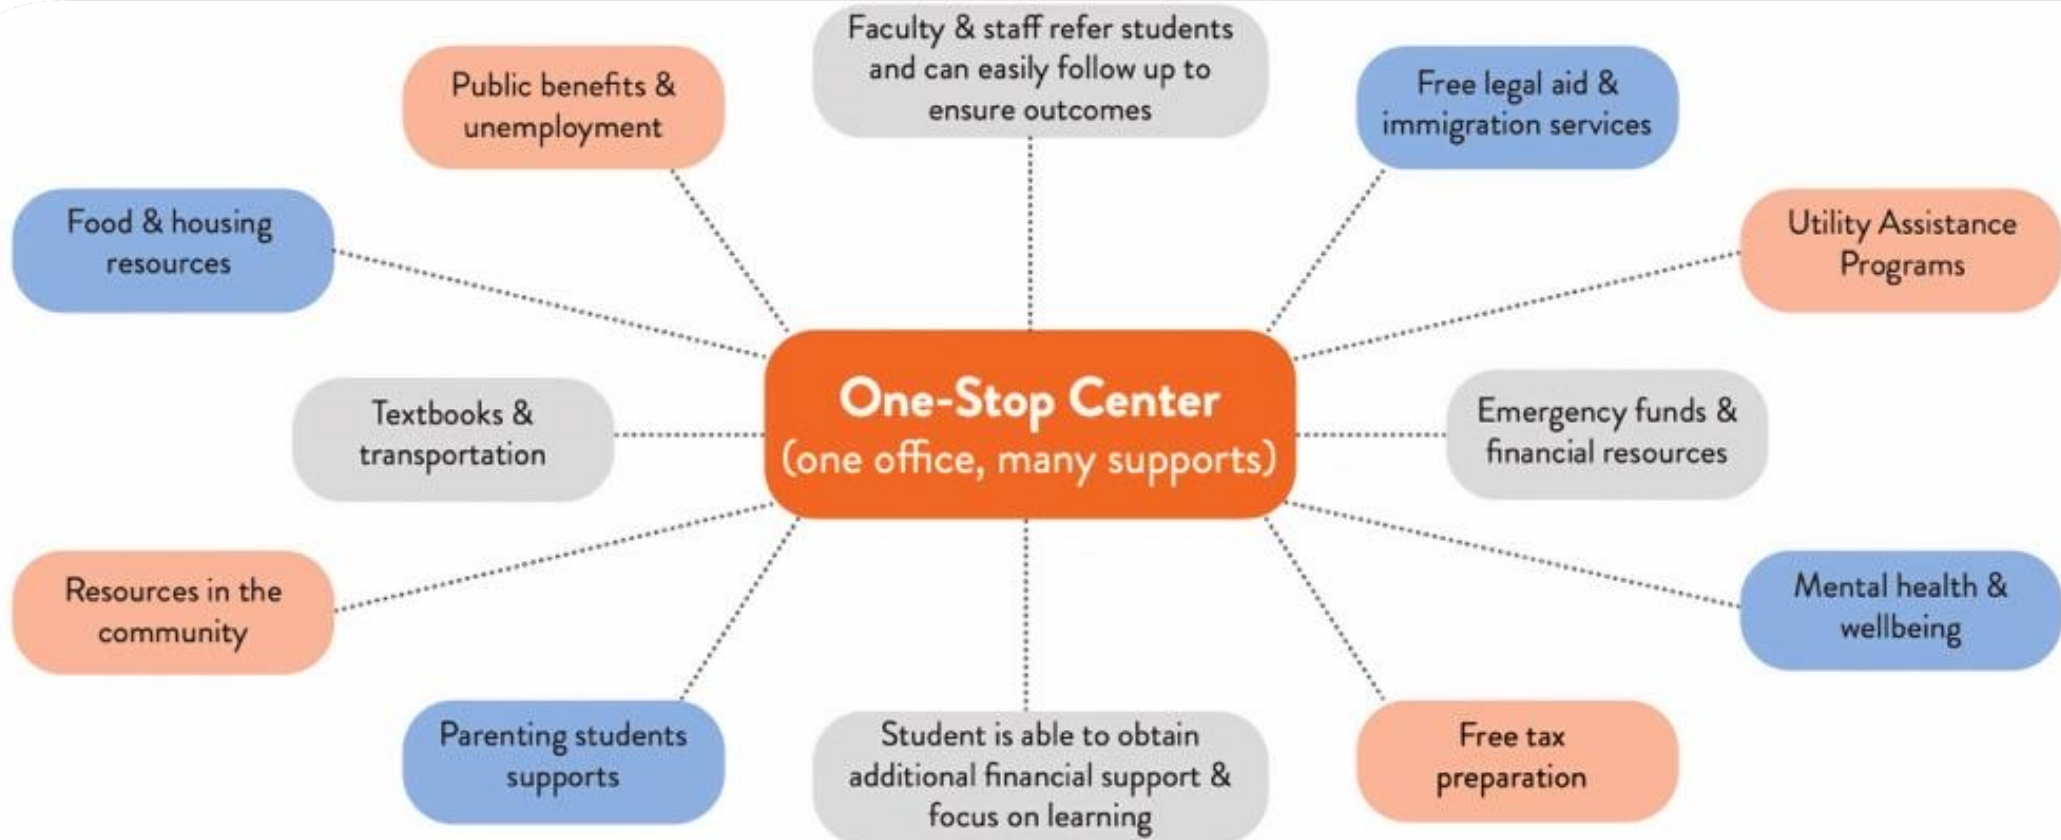 Faculty & staff refer students
and can easily follow up to
ensure outcomes
Public benefits &
unemployment
Free legal aid &
immigration services
Food & housing
resources
Utility Assistance
Programs
One-Stop Center
(one office, many supports)
Textbooks &
transportation
Emergency funds &
financial resources
Resources in the
community
Mental health &
wellbeing
Parenting students
supports
Student is able to obtain
additional financial support &
focus on learning
Free tax
preparation